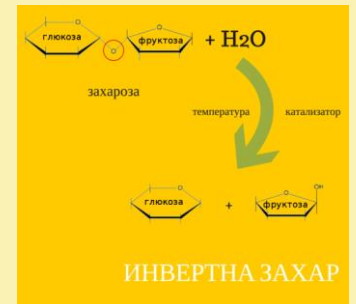 глюкоза O O фруктоза + H2O
захароза
температура катализатор
глюкоза O + фруктоза O OH
ИНВЕРТНА ЗАХАР